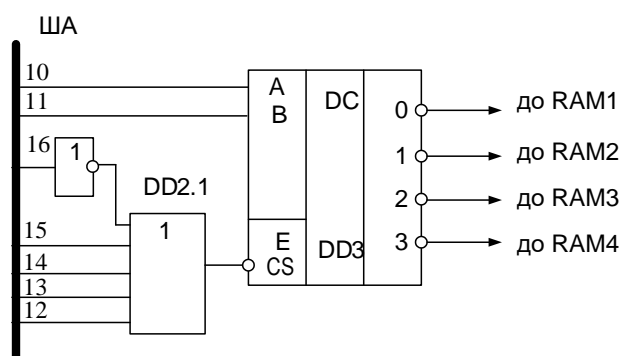 ША
10
11
16
1
DD2.1
15
14
13
12
1
A
B
E
CS
DC
DD3
0
1
2
3
до RAM1
до RAM2
до RAM3
до RAM4